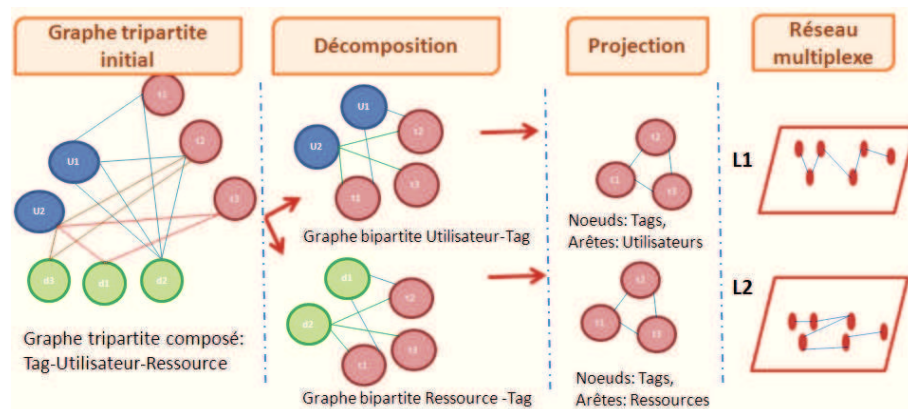 Graphe tripartite
initial
t1
t2
U1
t3
U2
d3
d1
d2
Graphe tripartite composé:
Tag-Utilisateur-Ressource
Décomposition
U1
t2
U2
t3
t1
Graphe bipartite Utilisateur-Tag
d1
t2
d2
t3
t1
Graphe bipartite Ressource -Tag
Projection
t2
t1
t3
Noeuds: Tags,
Arêtes: Utilisateurs
t2
t1
t3
Noeuds: Tags,
Arêtes: Ressources
Réseau
multiplexe
L1
L2